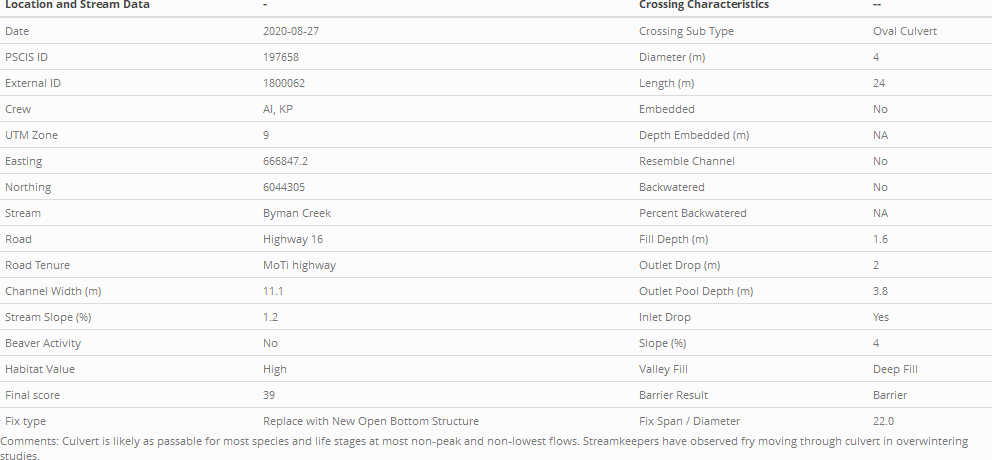 Location and Stream Data - Crossing Characteristics --
Date 2020-08-27 Crossing Sub Type Oval Culvert
PSCIS ID 197658 Diameter (m) 4
External ID 1800062 Length (m) 24
Crew AI, KP Embedded No
UTM Zone 9 Depth Embedded (m) NA
Easting 666847.2 Resemble Channel No
Northing 6044305 Backwatered No
Stream Byman Creek Percent Backwatered NA
Road Highway 16 Fill Depth (m) 1.6
Road Tenure MoTi highway Outlet Drop (m) 2
Channel Width (m) 11.1 Outlet Pool Depth (m) 3.8
Stream Slope (%) 1.2 Inlet Drop Yes
Beaver Activity No Slope (%) 4
Habitat Value High Valley Fill Deep Fill
Final score 39 Barrier Result Barrier
Fix type Replace with New Open Bottom Structure Fix Span / Diameter 22.0
Comments: Culvert is likely as passable for most species and life stages at most non-peak and non-lowest flows. Streamkeepers have observed fry moving through culvert in overwintering
studies.